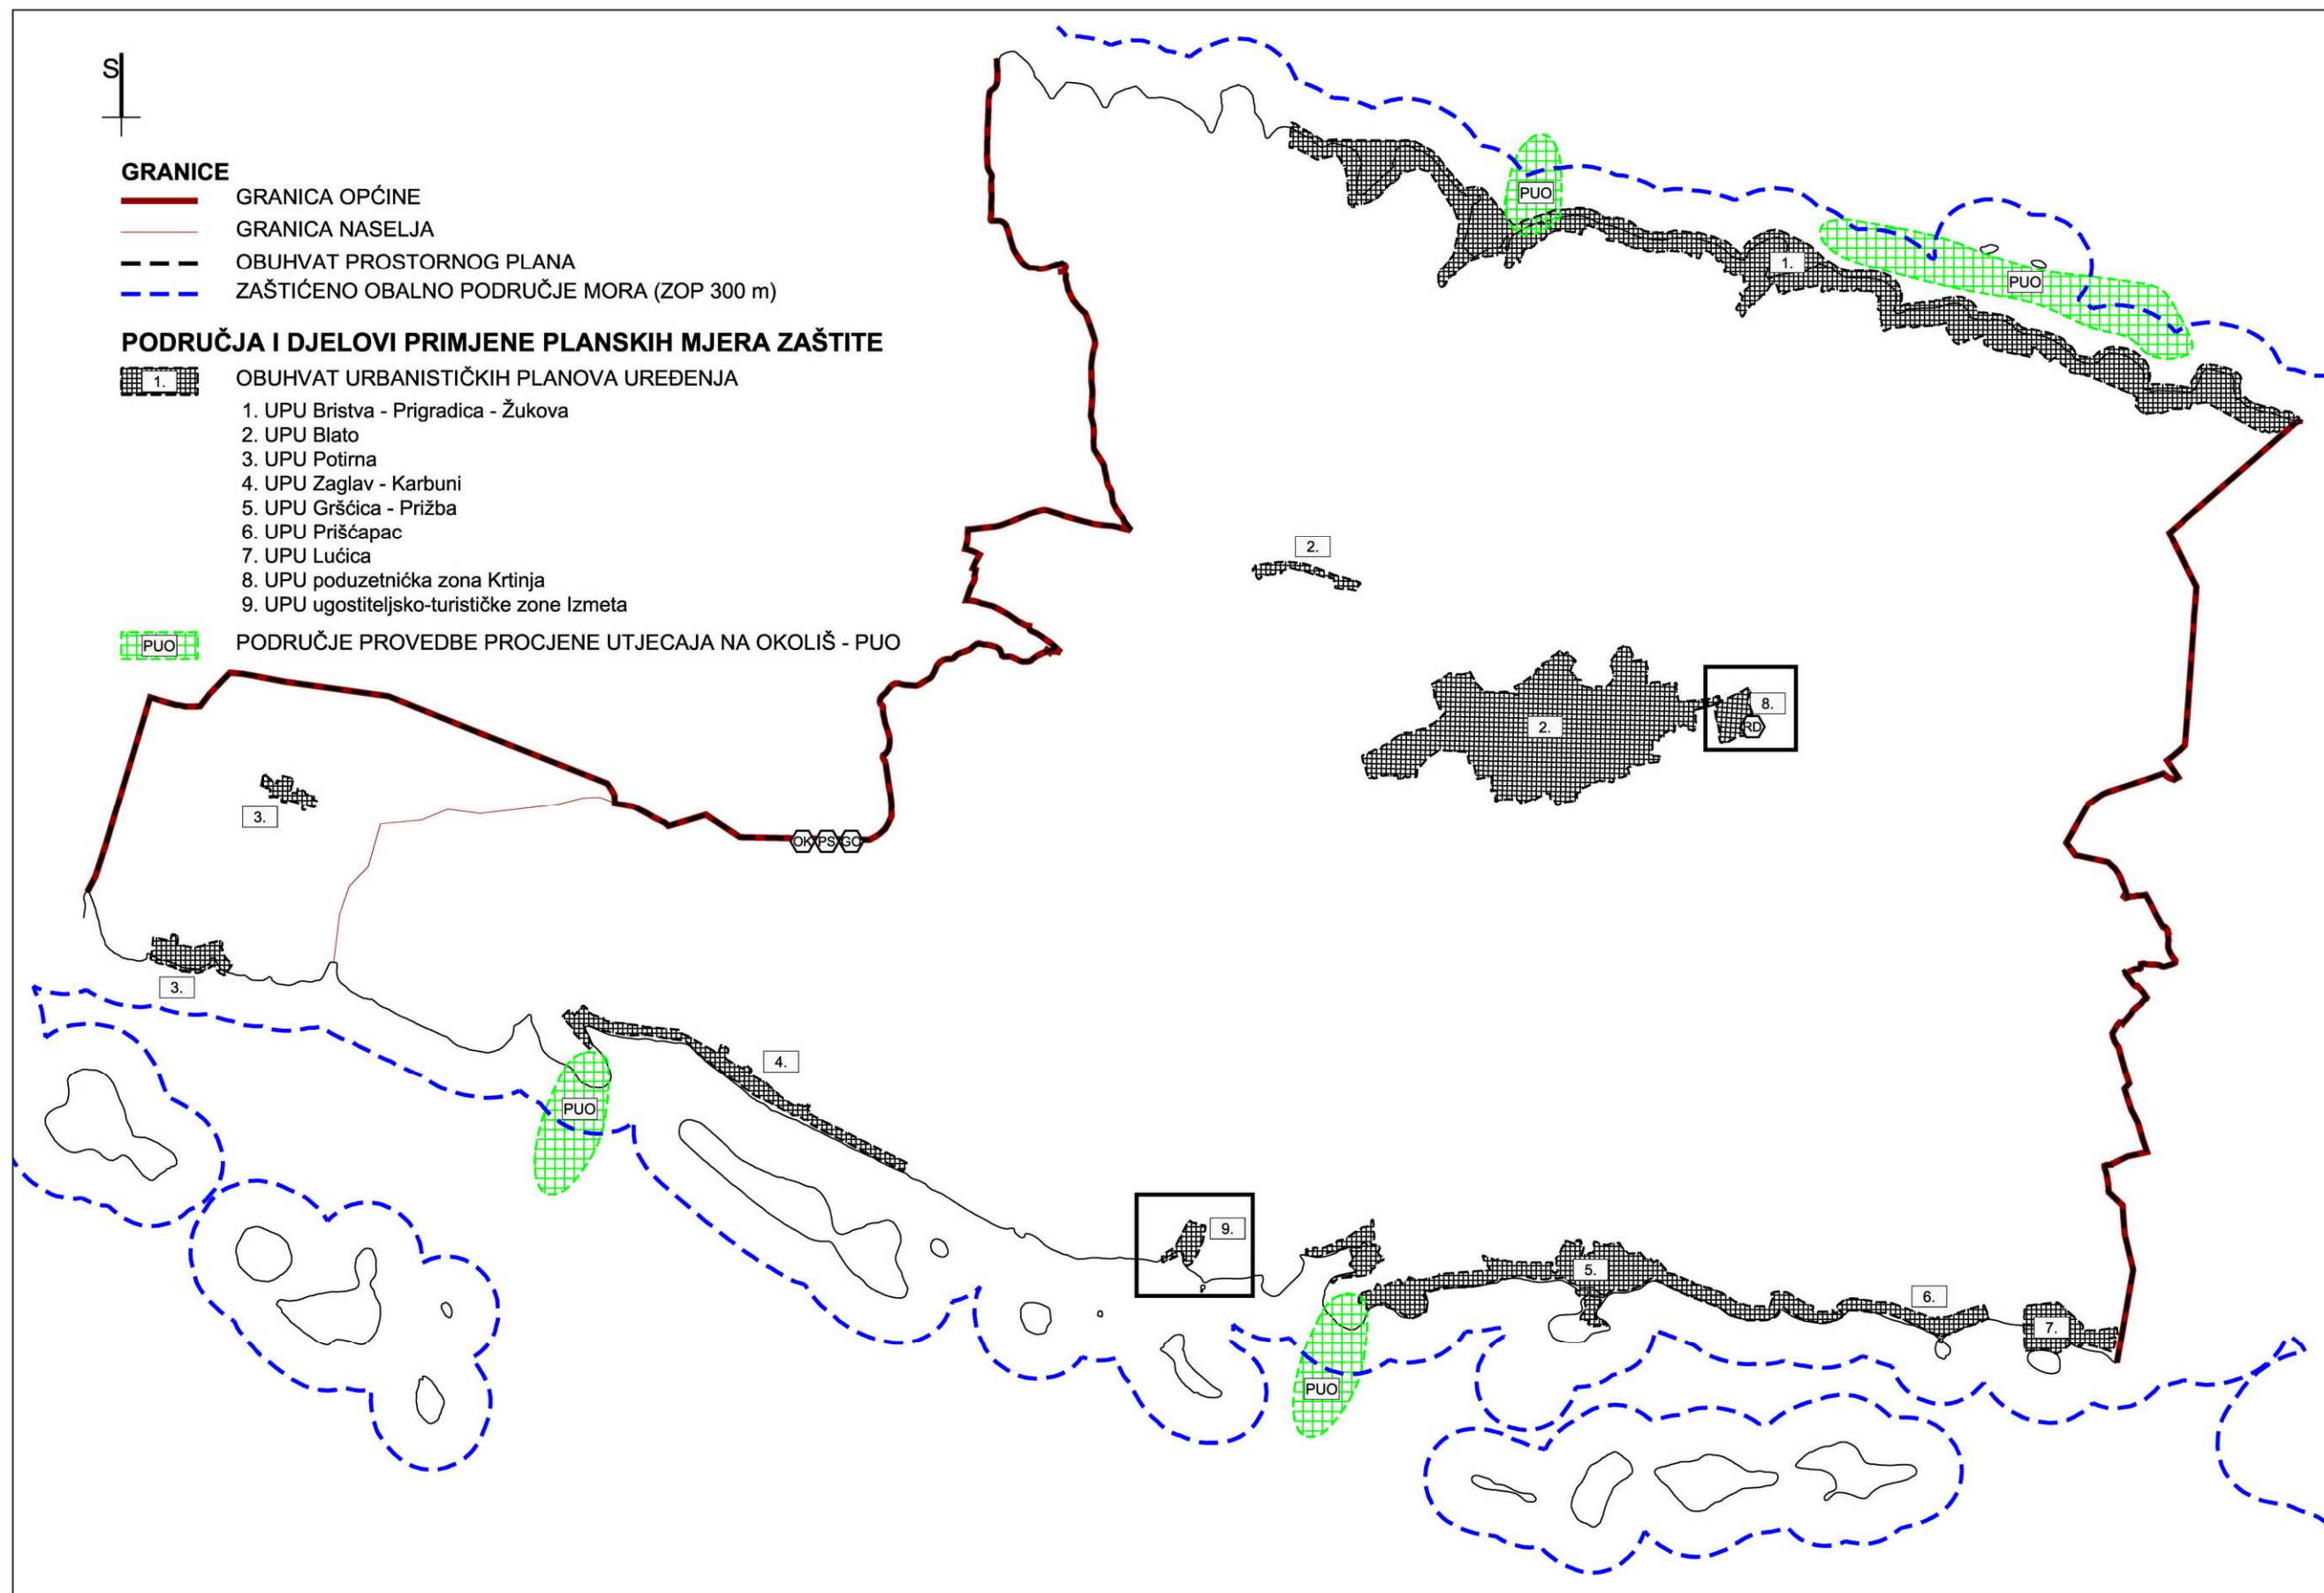 S
GRANICE
GRANICA OPĆINE
GRANICA NASELJA
OBUHVAT PROSTORNOG PLANA
ZAŠTIĆENO OBALNO PODRUČJE MORA (ZOP 300 m)
PODRUČJA I DJELOVI PRIMJENE PLANSKIH MJERA ZAŠTITE
1. OBUHVAT URBANISTIČKIH PLANOVA UREĐENJA
1. UPU Bristva - Prigradica - Žukova
2. UPU Blato
3. UPU Potirna
4. UPU Zaglav - Karbuni
5. UPU Gršćica - Prižba
6. UPU Prišćapac
7. UPU Lućica
8. UPU poduzetnićka zona Krtinja
9. UPU ugostiteljsko-turističke zone Izmeta
PUO PODRUČJE PROVEDBE PROCJENE UTJECAJA NA OKOLIŠ - PUO
PUO
1.
PUO
2.
8.
2.
RD
3.
OK PS GO
3.
4.
PUO
9.
5.
6.
7.
PUO